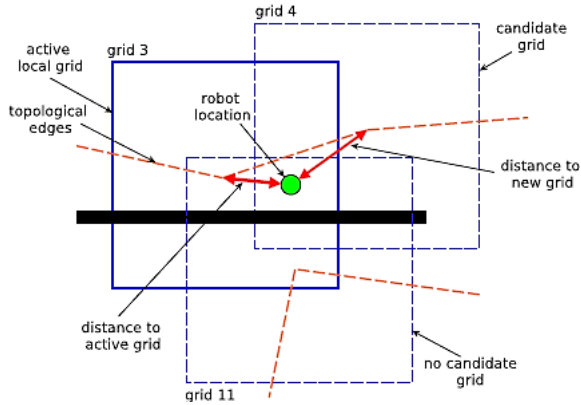 grid 4
candidate
grid
active
local grid
grid 3
robot
location
topological
edges
distance to
new grid
distance to
active grid
no candidate
grid
grid 11